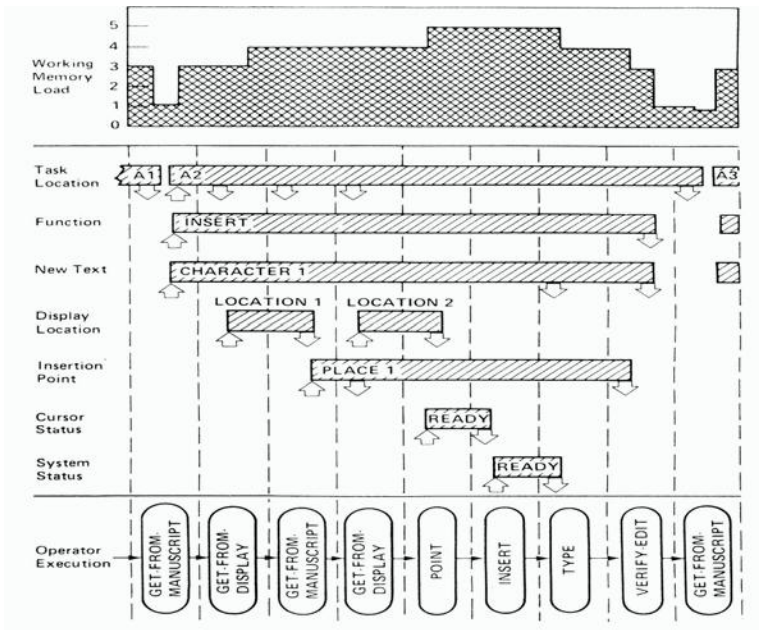 5
4
Working
Memory
Load
3
2
1
0
Task
Location
A1
A2
A3
Function
INSERT
New Text
CHARACTER 1
LOCATION 1
LOCATION 2
Display
Location
Insertion
Point
PLACE 1
Cursor
Status
READY
System
Status
READY
Operator
Execution
GET-FROM-
MANUSCRIPT
GET-FROM-
DISPLAY
GET-FROM-
MANUSCRIPT
GET-FROM-
DISPLAY
POINT
INSERT
TYPE
VERIFY-EDIT
GET-FROM-
MANUSCRIPT